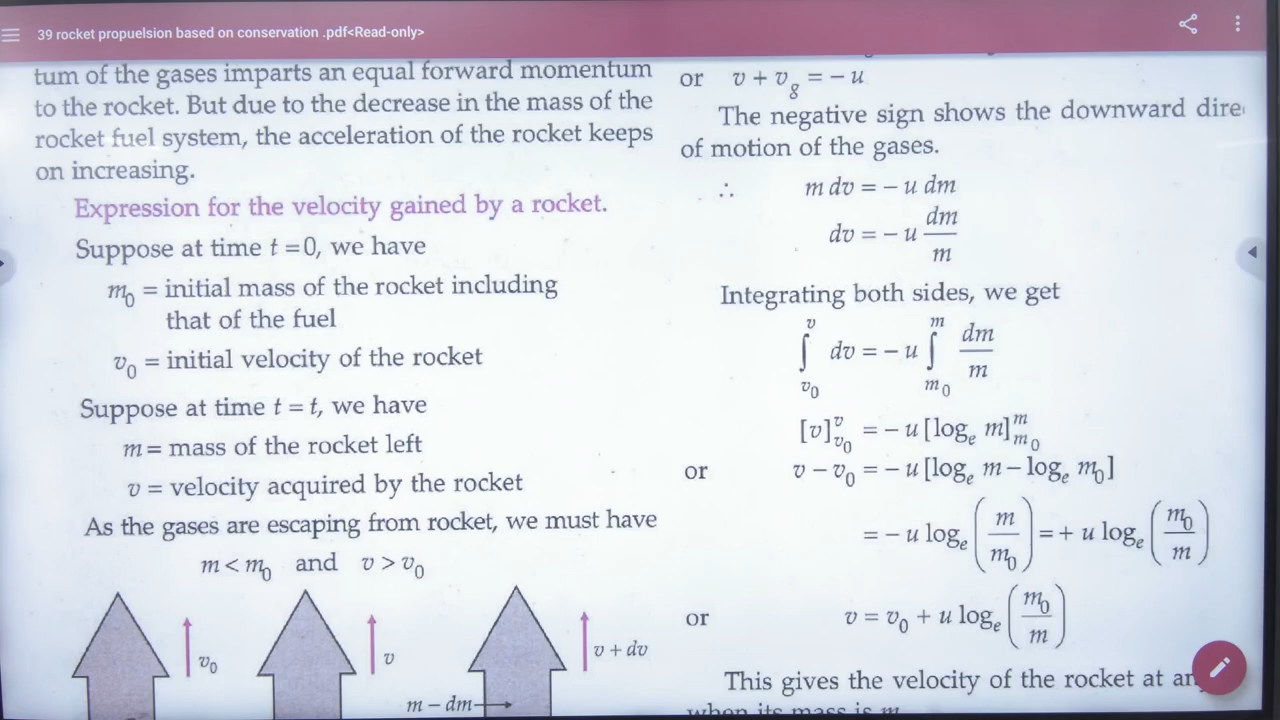 39 rocket propuelsion based on conservation .pdf<Read-only>
tum of the gases imparts an equal forward momentum
to the rocket. But due to the decrease in the mass of the
rocket fuel system, the acceleration of the rocket keeps
on increasing.
Expression for the velocity gained by a rocket.
Suppose at time t = 0, we have
m₀ = initial mass of the rocket including
that of the fuel
v₀ = initial velocity of the rocket
Suppose at time t = t, we have
m = mass of the rocket left
v = velocity acquired by the rocket
As the gases are escaping from rocket, we must have
m < m₀ and v > v₀
v₀
v
v + dv
m – dm
or v + v_g = – u
The negative sign shows the downward dire
of motion of the gases.
∴ m dv = – u dm
dv = – u dm/m
Integrating both sides, we get
∫_{v₀}^{v} dv = – u ∫_{m₀}^{m} dm/m
[v]_{v₀}^{v} = – u [logₑ m]_{m₀}^{m}
or v – v₀ = – u [logₑ m – logₑ m₀]
= – u logₑ (m/m₀) = + u logₑ (m₀/m)
or v = v₀ + u logₑ (m₀/m)
This gives the velocity of the rocket at an
when its mass is m